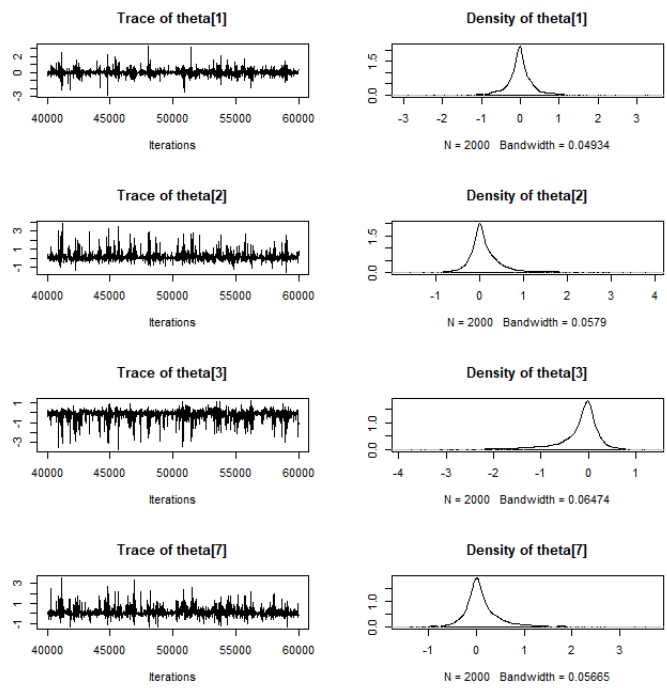 Trace of theta[1]
Density of theta[1]
-3 0 2
0.0 1.5
40000 45000 50000 55000 60000
-3 -2 -1 0 1 2 3
Iterations
N = 2000 Bandwidth = 0.04934
Trace of theta[2]
Density of theta[2]
-1 1 3
0.0 1.5
40000 45000 50000 55000 60000
-1 0 1 2 3 4
Iterations
N = 2000 Bandwidth = 0.0579
Trace of theta[3]
Density of theta[3]
-3 -1 1
0.0 1.0
40000 45000 50000 55000 60000
-4 -3 -2 -1 0 1
Iterations
N = 2000 Bandwidth = 0.06474
Trace of theta[7]
Density of theta[7]
-1 1 3
0.0 1.0
40000 45000 50000 55000 60000
-1 0 1 2 3
Iterations
N = 2000 Bandwidth = 0.05665